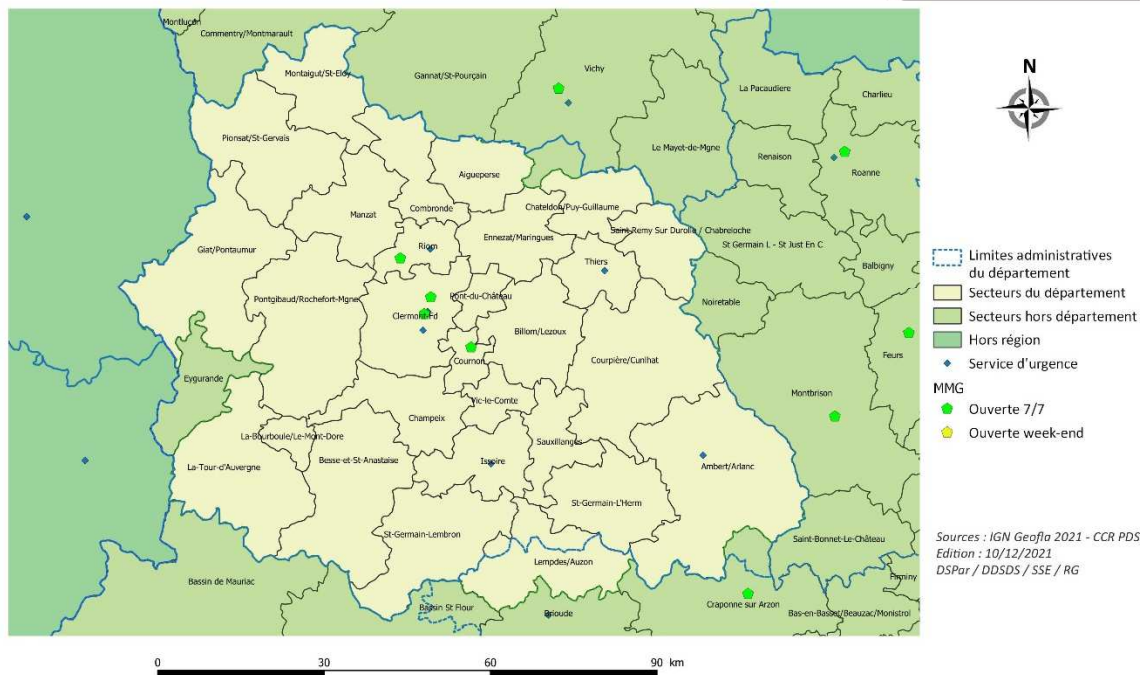 Montluçon
Commentry/Montmarault
Montaigut/St-Eloy
Gannat/St-Pourçain
Vichy
La Pacaudiere
Charlieu
N
Pionsat/St-Gervais
Le Mayet-de-Mgne
Renaison
Roanne
Aigueperse
Manzat
Combronde
Chateldon/Puy-Guillaume
Saint-Remy Sur Durolle / Chabreloche
Ennezat/Maringues
Riom
St Germain L - St Just En C
Giat/Pontaumur
Thiers
Balbigny
Pontgibaud/Rochefort-Mgne
Pont-du-Château
Noiretable
Clermont-Fd
Billom/Lezoux
Cournon
Courpière/Cunlhat
Feurs
Eygurande
Montbrison
Vic-le-Comte
Champeix
La-Bourboule/Le-Mont-Dore
Sauxillanges
Besse-et-St-Anastaise
Issoire
La-Tour-d'Auvergne
Ambert/Arlanc
St-Germain-L'Herm
St-Germain-Lembron
Saint-Bonnet-Le-Château
Lempdes/Auzon
Bassin de Mauriac
Firminy
Bassin St Flour
Brioude
Craponne sur Arzon
Bas-en-Basset/Beauzac/Monistrol
Limites administratives
du département
Secteurs du département
Secteurs hors département
Hors région
Service d'urgence
MMG
Ouverte 7/7
Ouverte week-end
Sources : IGN Geofla 2021 - CCR PDS
Edition : 10/12/2021
DSPar / DDSDS / SSE / RG
0 30 60 90 km